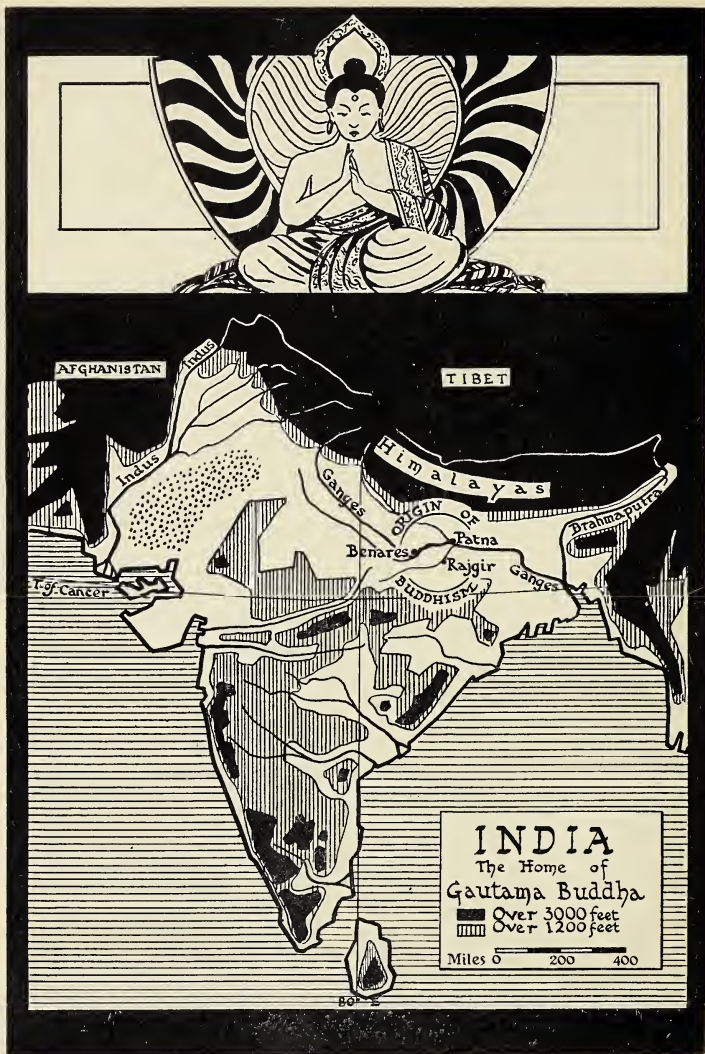 AFGHANISTAN
Indus
TIBET
Indus
Himalayas
Ganges
ORIGIN OF
BUDDHISM
Brahmaputra
Patna
Benares
Rajgir
Ganges
T. of Cancer
INDIA
The Home of
Gautama Buddha
Over 3000 feet
Over 1200 feet
Miles 0 200 400
80° E